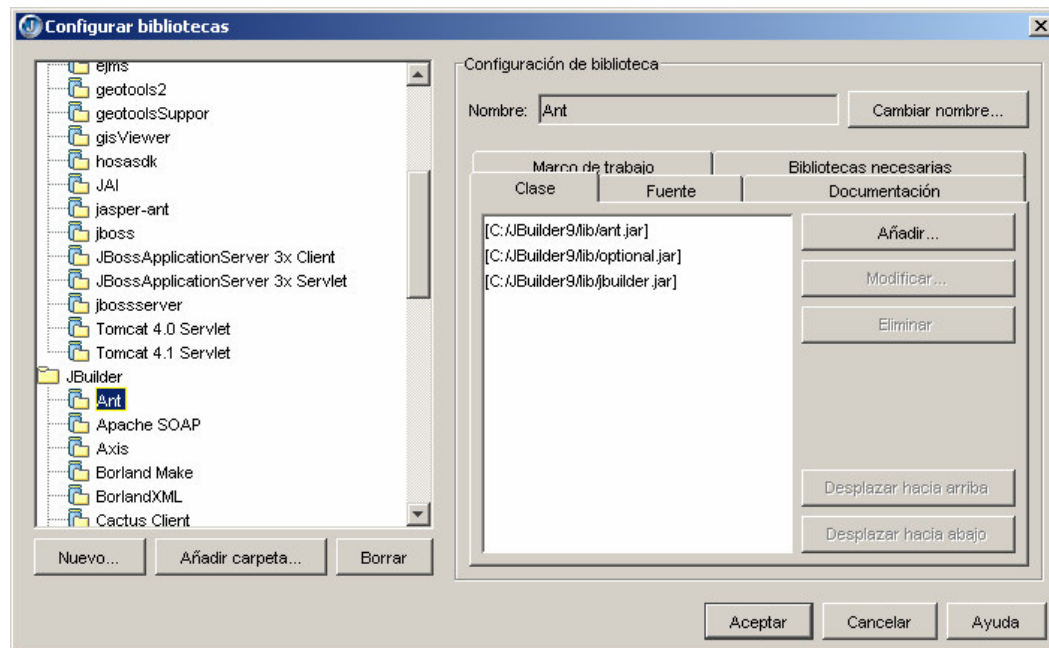 Configurar bibliotecas
ejms
geotools2
geotoolsSuppor
gisViewer
hosasdk
JAI
jasper-ant
jboss
JBossApplicationServer 3x Client
JBossApplicationServer 3x Servlet
jbossserver
Tomcat 4.0 Servlet
Tomcat 4.1 Servlet
JBuilder
Ant
Apache SOAP
Axis
Borland Make
BorlandXML
Cactus Client
Nuevo...
Añadir carpeta...
Borrar
Configuración de biblioteca
Nombre: Ant
Cambiar nombre...
Marco de trabajo
Bibliotecas necesarias
Clase
Fuente
Documentación
[C:/JBuilder9/lib/ant.jar]
[C:/JBuilder9/lib/optional.jar]
[C:/JBuilder9/lib/jbuilder.jar]
Añadir...
Modificar...
Eliminar
Desplazar hacia arriba
Desplazar hacia abajo
Aceptar
Cancelar
Ayuda